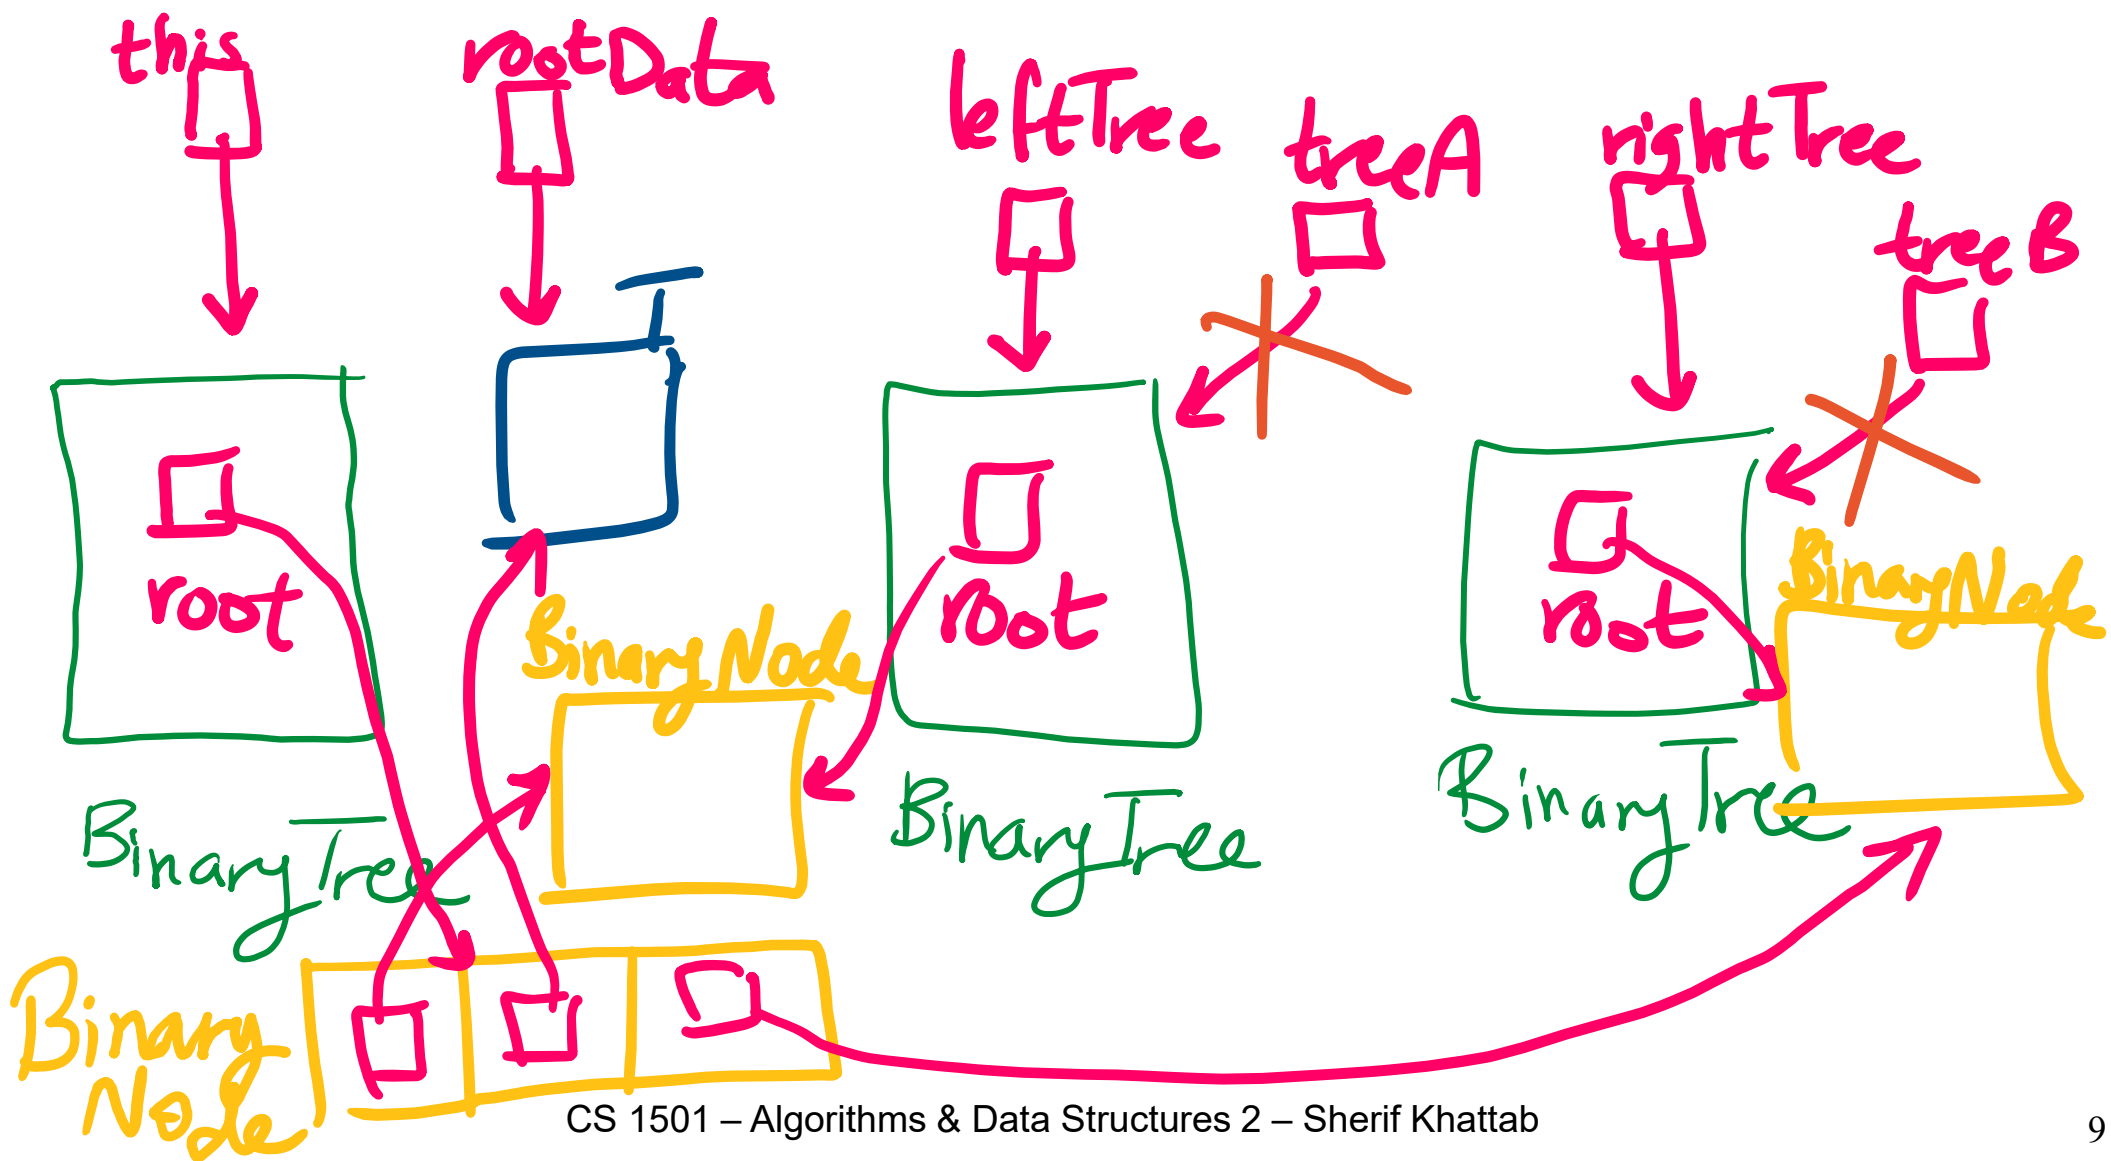 this
rootData
leftTree
treeA
rightTree
treeB
T
root
root
root
BinaryNode
BinaryNode
BinaryTree
BinaryTree
BinaryTree
Binary
Node
CS 1501 – Algorithms & Data Structures 2 – Sherif Khattab
9